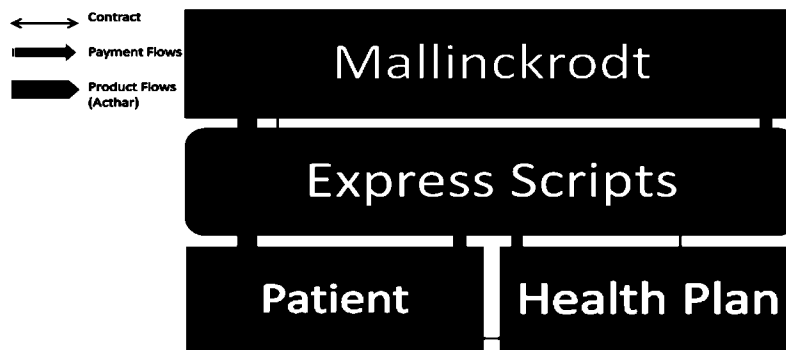 Contract
Payment Flows
Product Flows
(Acthar)
Mallinckrodt
Express Scripts
Patient
Health Plan